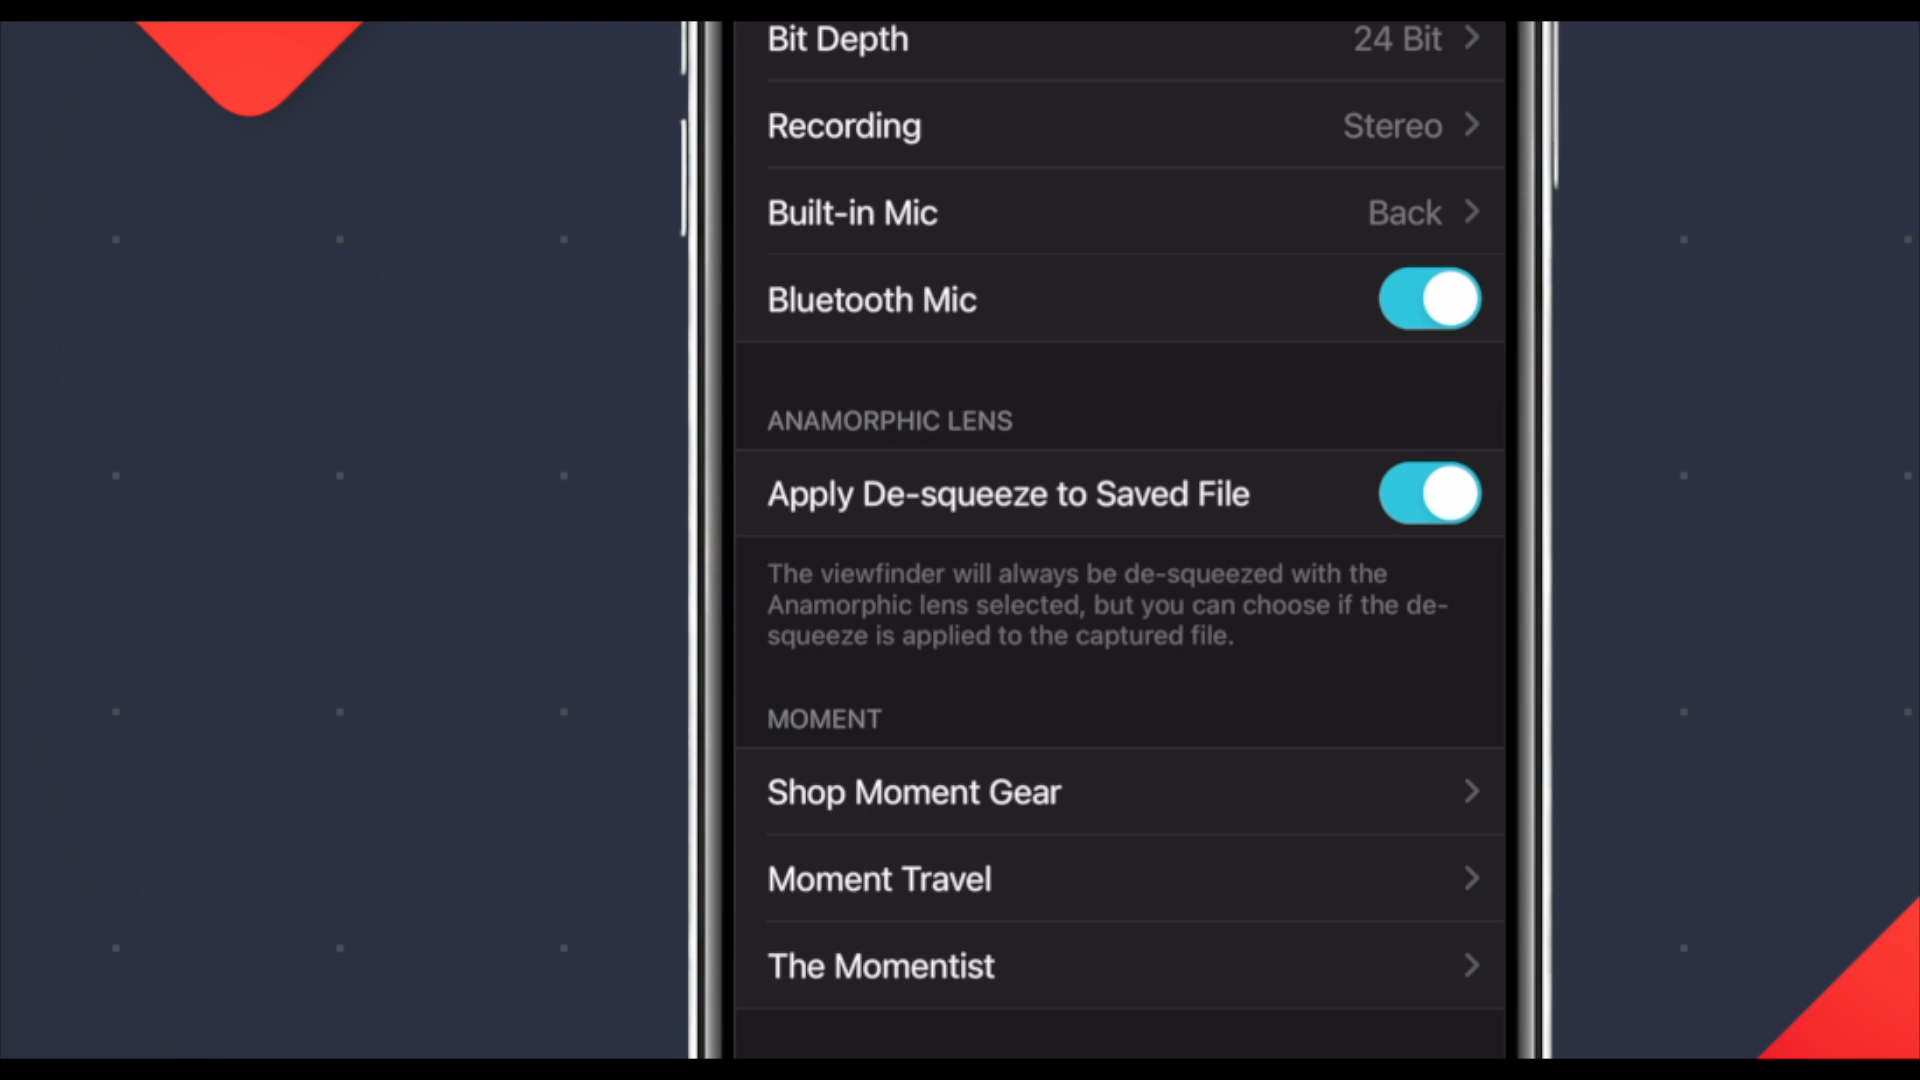 Bit Depth 24 Bit
Recording Stereo
Built-in Mic Back
Bluetooth Mic
ANAMORPHIC LENS
Apply De-squeeze to Saved File
The viewfinder will always be de-squeezed with the
Anamorphic lens selected, but you can choose if the de-
squeeze is applied to the captured file.
MOMENT
Shop Moment Gear
Moment Travel
The Momentist